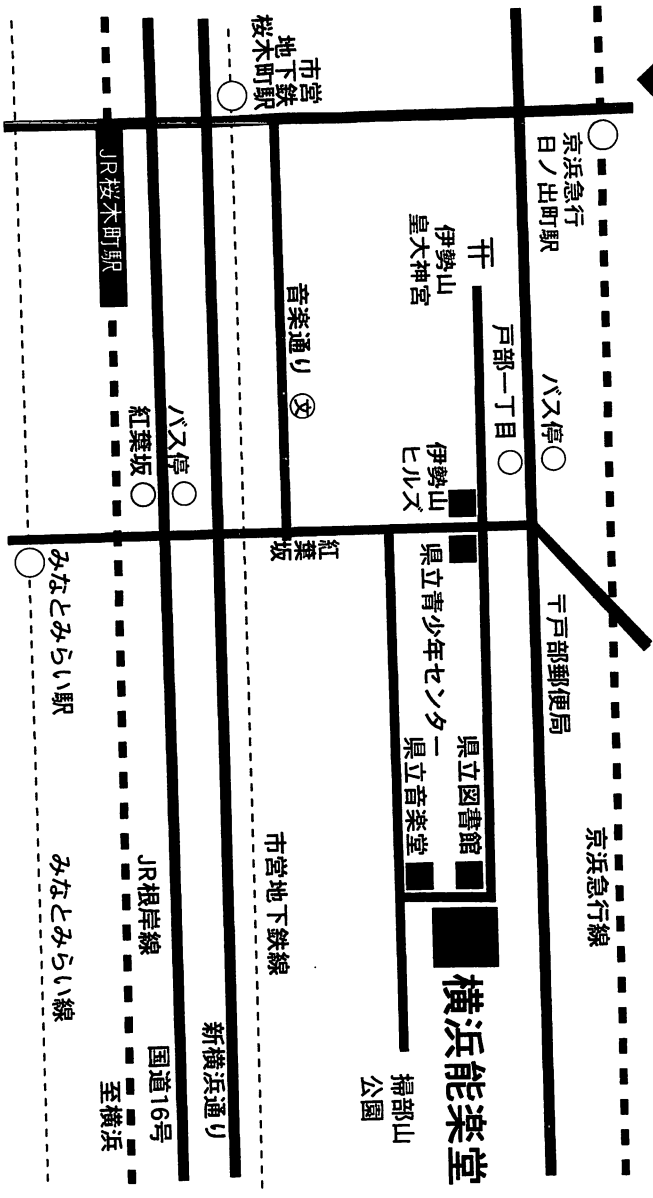 市営
地下鉄
桜木町駅
京浜急行
日ノ出町駅
JR桜木町駅
伊勢山
皇大神宮
音楽通り
文
戸部一丁目
バス停
バス停
紅葉坂
伊勢山
ヒルズ
紅
葉
坂
県立青少年センター
〒戸部郵便局
みなとみらい駅
県立図書館
県立音楽堂
京浜急行線
市営地下鉄線
JR根岸線
みなとみらい線
横浜能楽堂
掃部山
公園
新横浜通り
国道16号
至横浜